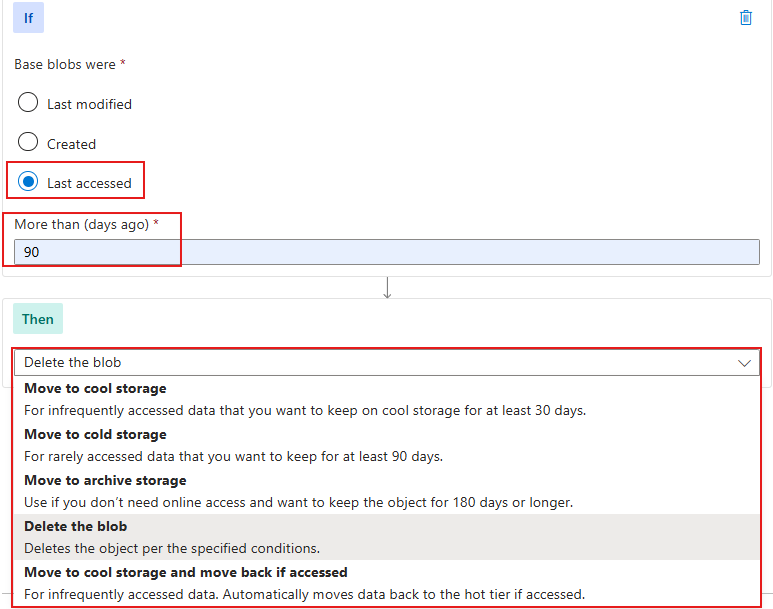 If
Base blobs were *
Last modified
Created
Last accessed
More than (days ago) *
90
Then
Delete the blob
Move to cool storage
For infrequently accessed data that you want to keep on cool storage for at least 30 days.
Move to cold storage
For rarely accessed data that you want to keep for at least 90 days.
Move to archive storage
Use if you don’t need online access and want to keep the object for 180 days or longer.
Delete the blob
Deletes the object per the specified conditions.
Move to cool storage and move back if accessed
For infrequently accessed data. Automatically moves data back to the hot tier if accessed.